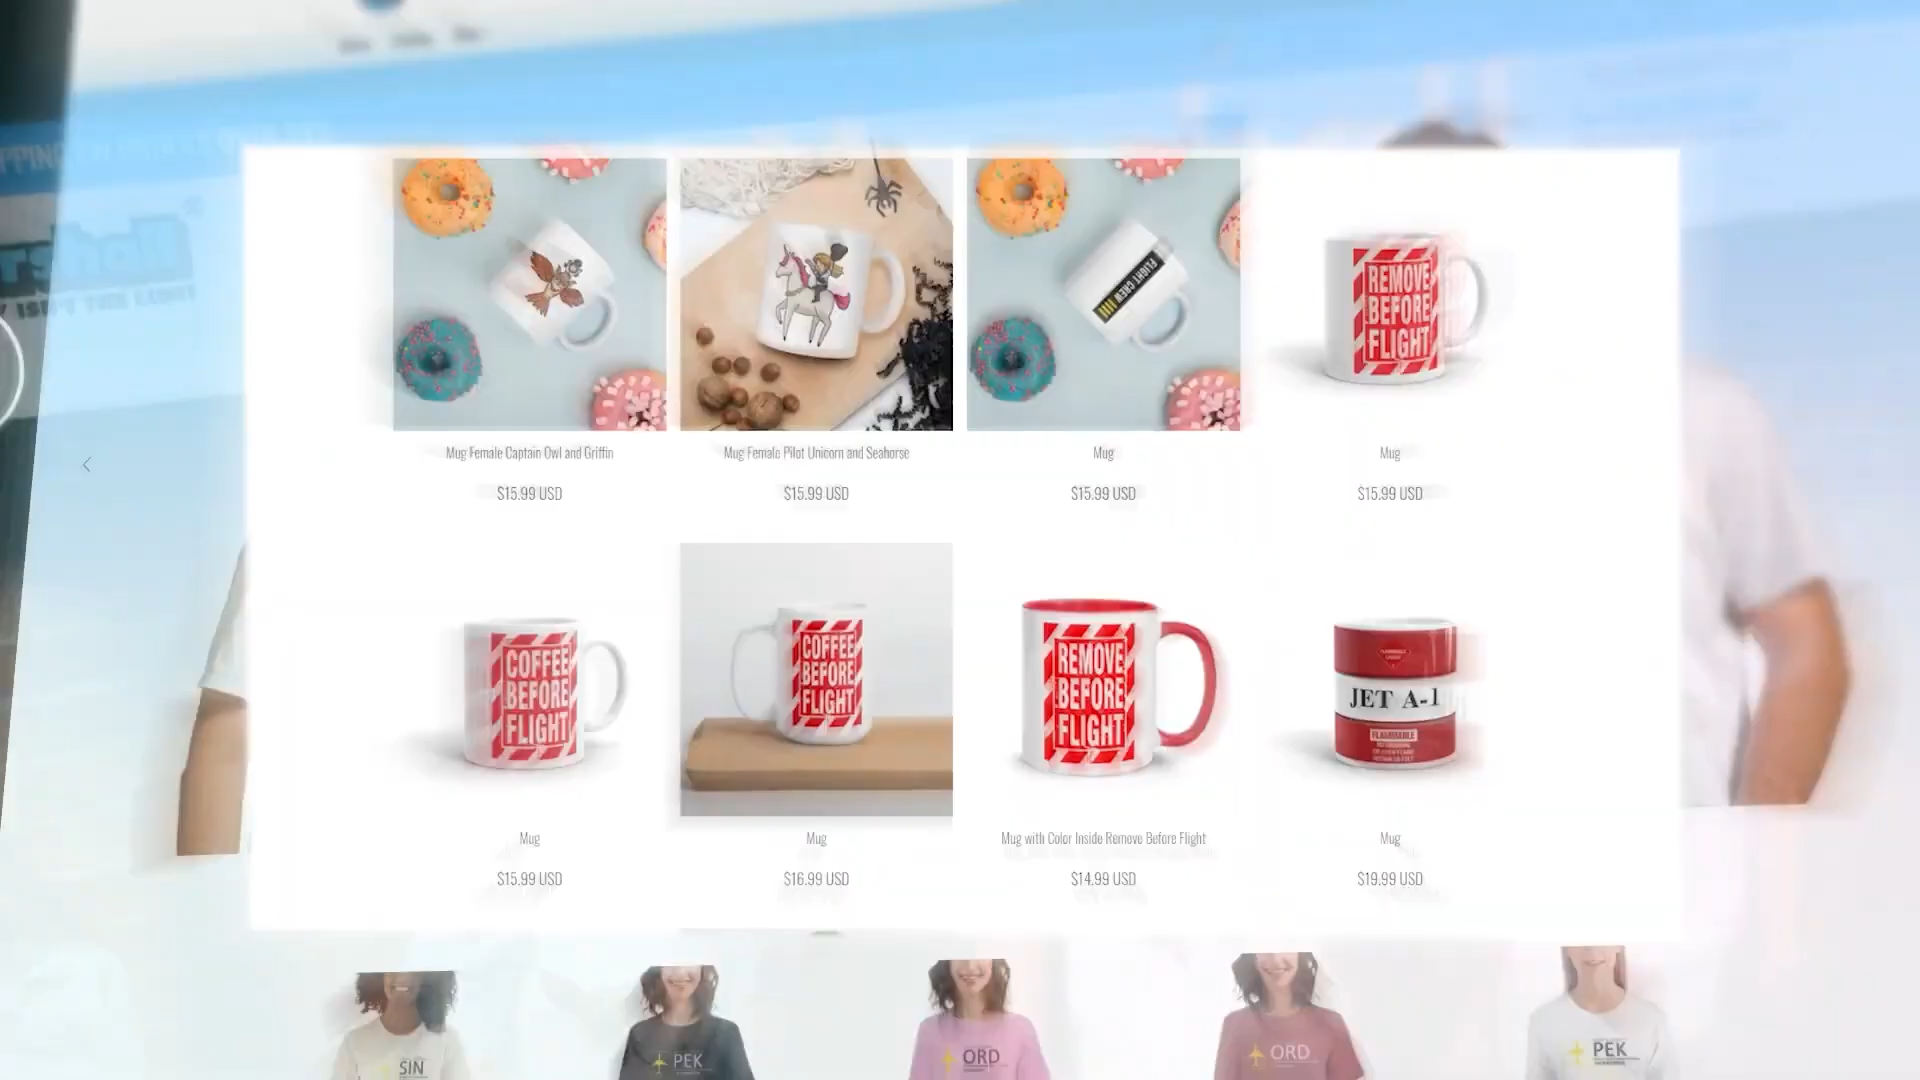 FLIGHT CREW
REMOVE
BEFORE
FLIGHT
Mug Female Captain Owl and Griffin
Mug Female Pilot Unicorn and Seahorse
Mug
Mug
$15.99 USD
$15.99 USD
$15.99 USD
$15.99 USD
COFFEE
BEFORE
FLIGHT
COFFEE
BEFORE
FLIGHT
REMOVE
BEFORE
FLIGHT
JET A-1
FLAMMABLE
Mug
Mug
Mug with Color Inside Remove Before Flight
Mug
$15.99 USD
$16.99 USD
$14.99 USD
$19.99 USD
SIN
PEK
ORD
ORD
PEK